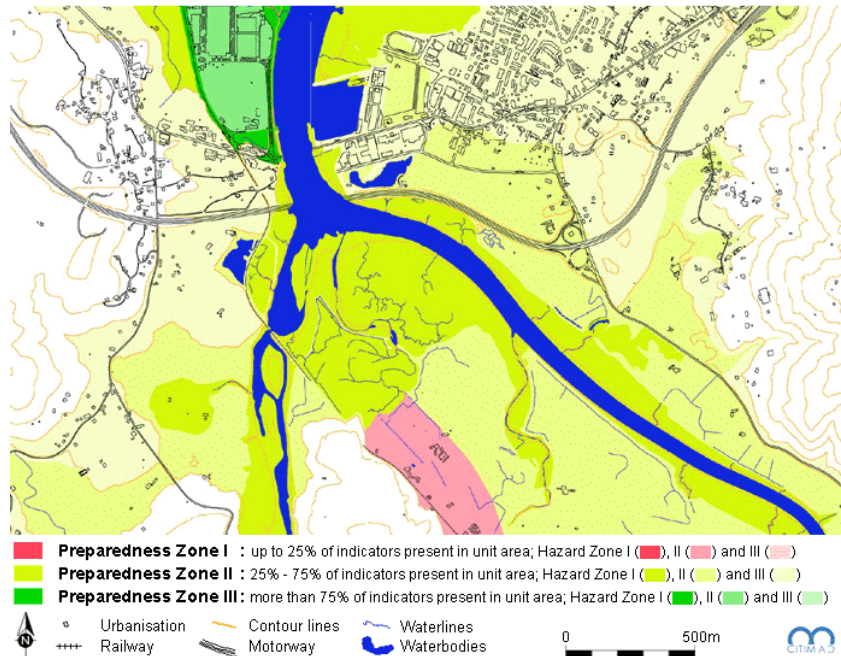 Preparedness Zone I : up to 25% of indicators present in unit area; Hazard Zone I ( ), II ( ) and III ( )
Preparedness Zone II : 25% - 75% of indicators present in unit area; Hazard Zone I ( ), II ( ) and III ( )
Preparedness Zone III: more than 75% of indicators present in unit area; Hazard Zone I ( ), II ( ) and III ( )
N Urbanisation Contour lines Waterlines 0 500m
Railway Motorway Waterbodies CITIMAC